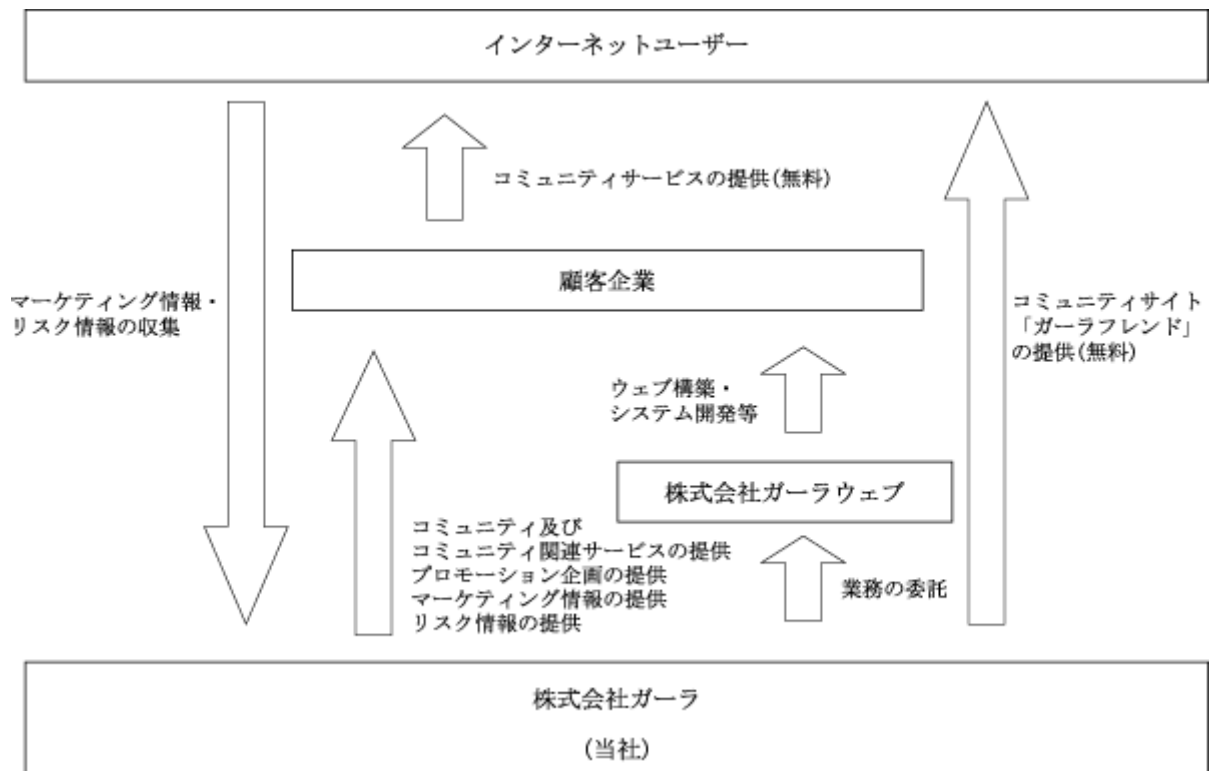 インターネットユーザー
コミュニティサービスの提供(無料)
顧客企業
マーケティング情報・
リスク情報の収集
コミュニティサイト
「ガーラフレンド」
の提供(無料)
ウェブ構築・
システム開発等
株式会社ガーラウェブ
コミュニティ及び
コミュニティ関連サービスの提供
プロモーション企画の提供
マーケティング情報の提供
リスク情報の提供
業務の委託
株式会社ガーラ
(当社)